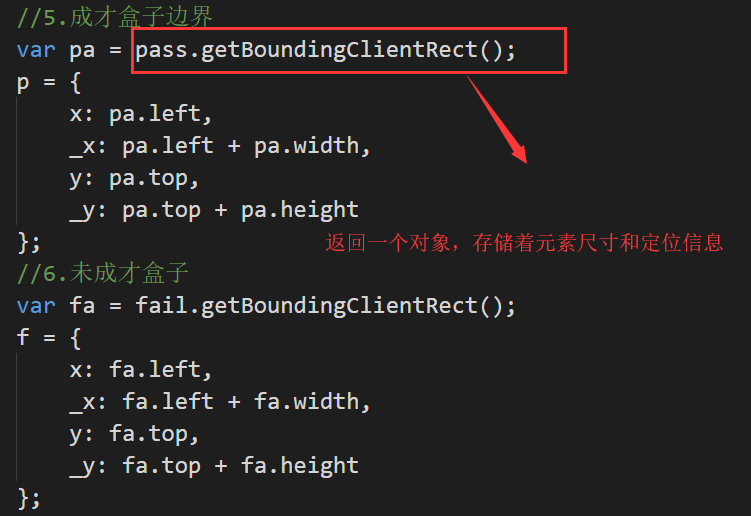 //5.成才盒子边界
var pa = pass.getBoundingClientRect();
p = {
    x: pa.left,
    _x: pa.left + pa.width,
    y: pa.top,
    _y: pa.top + pa.height
};
返回一个对象，存储着元素尺寸和定位信息
//6.未成才盒子
var fa = fail.getBoundingClientRect();
f = {
    x: fa.left,
    _x: fa.left + fa.width,
    y: fa.top,
    _y: fa.top + fa.height
};